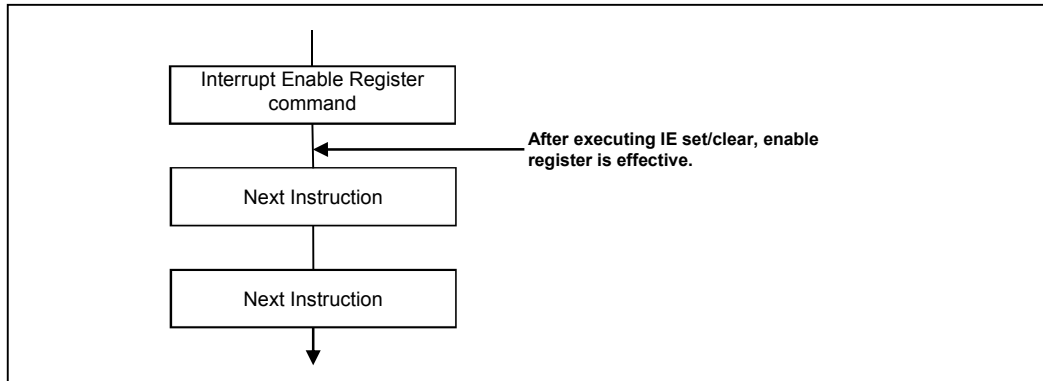 Interrupt Enable Register
command
After executing IE set/clear, enable
register is effective.
Next Instruction
Next Instruction